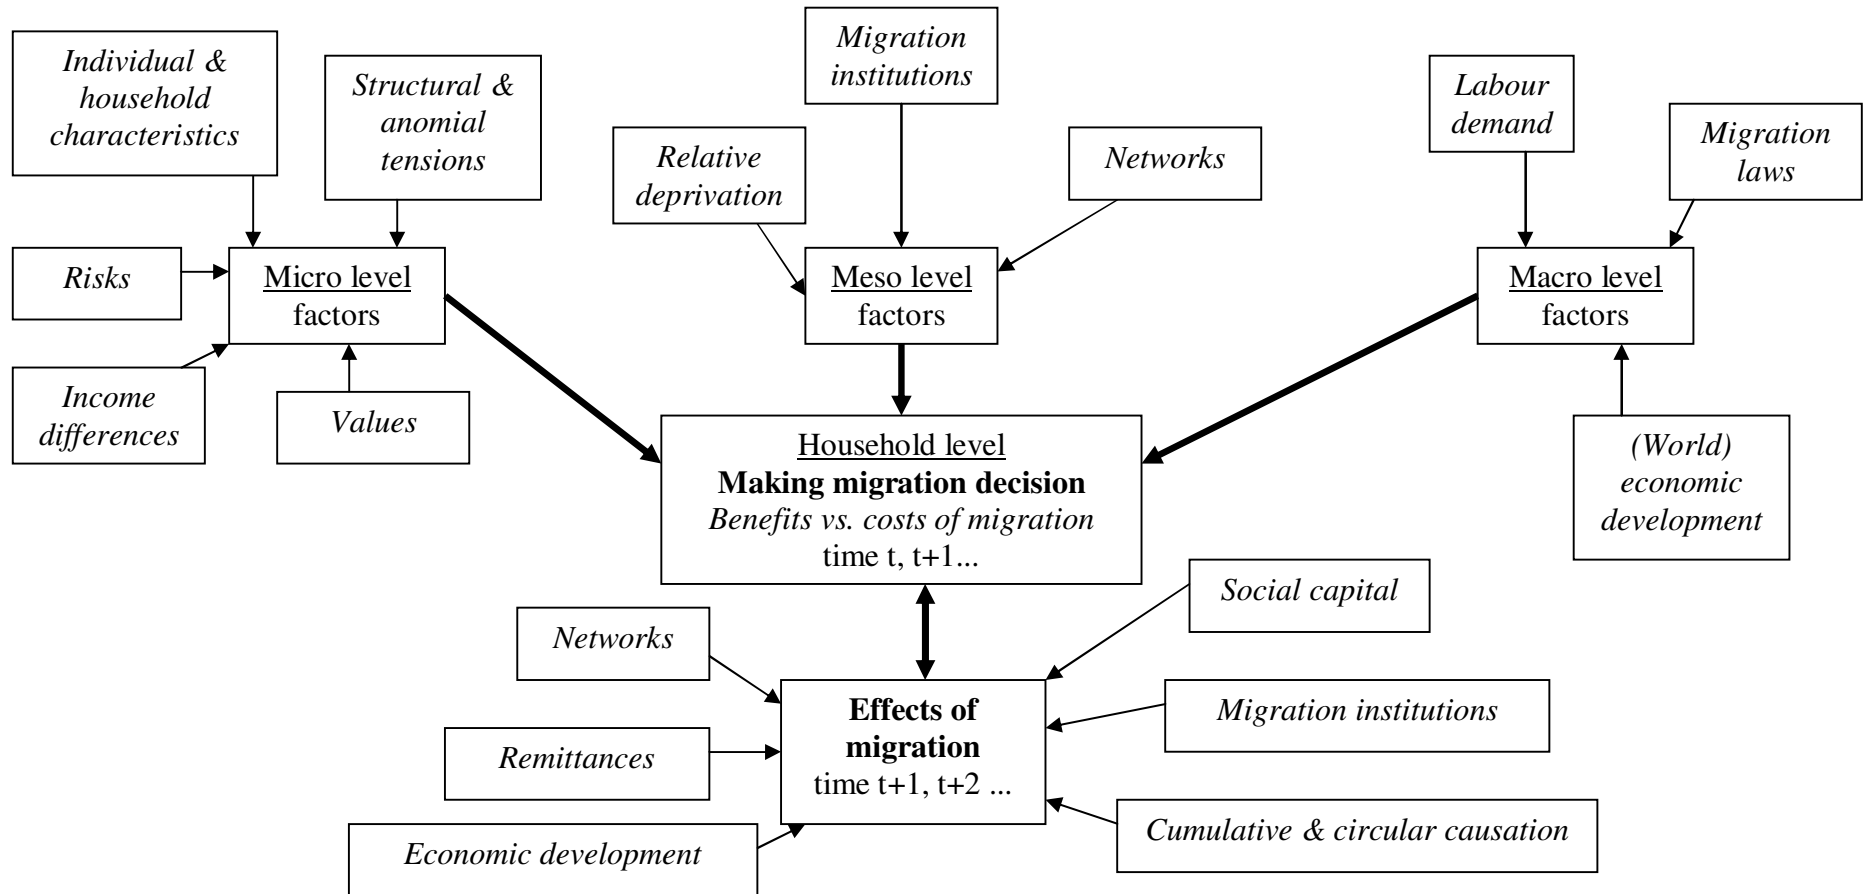 Individual &
household
characteristics
Structural &
anomial
tensions
Migration
institutions
Relative
deprivation
Networks
Labour
demand
Migration
laws
Risks
Micro level
factors
Meso level
factors
Macro level
factors
Income
differences
Values
Household level
Making migration decision
Benefits vs. costs of migration
time t, t+1...
(World)
economic
development
Social capital
Networks
Effects of
migration
time t+1, t+2 ...
Migration institutions
Remittances
Cumulative & circular causation
Economic development